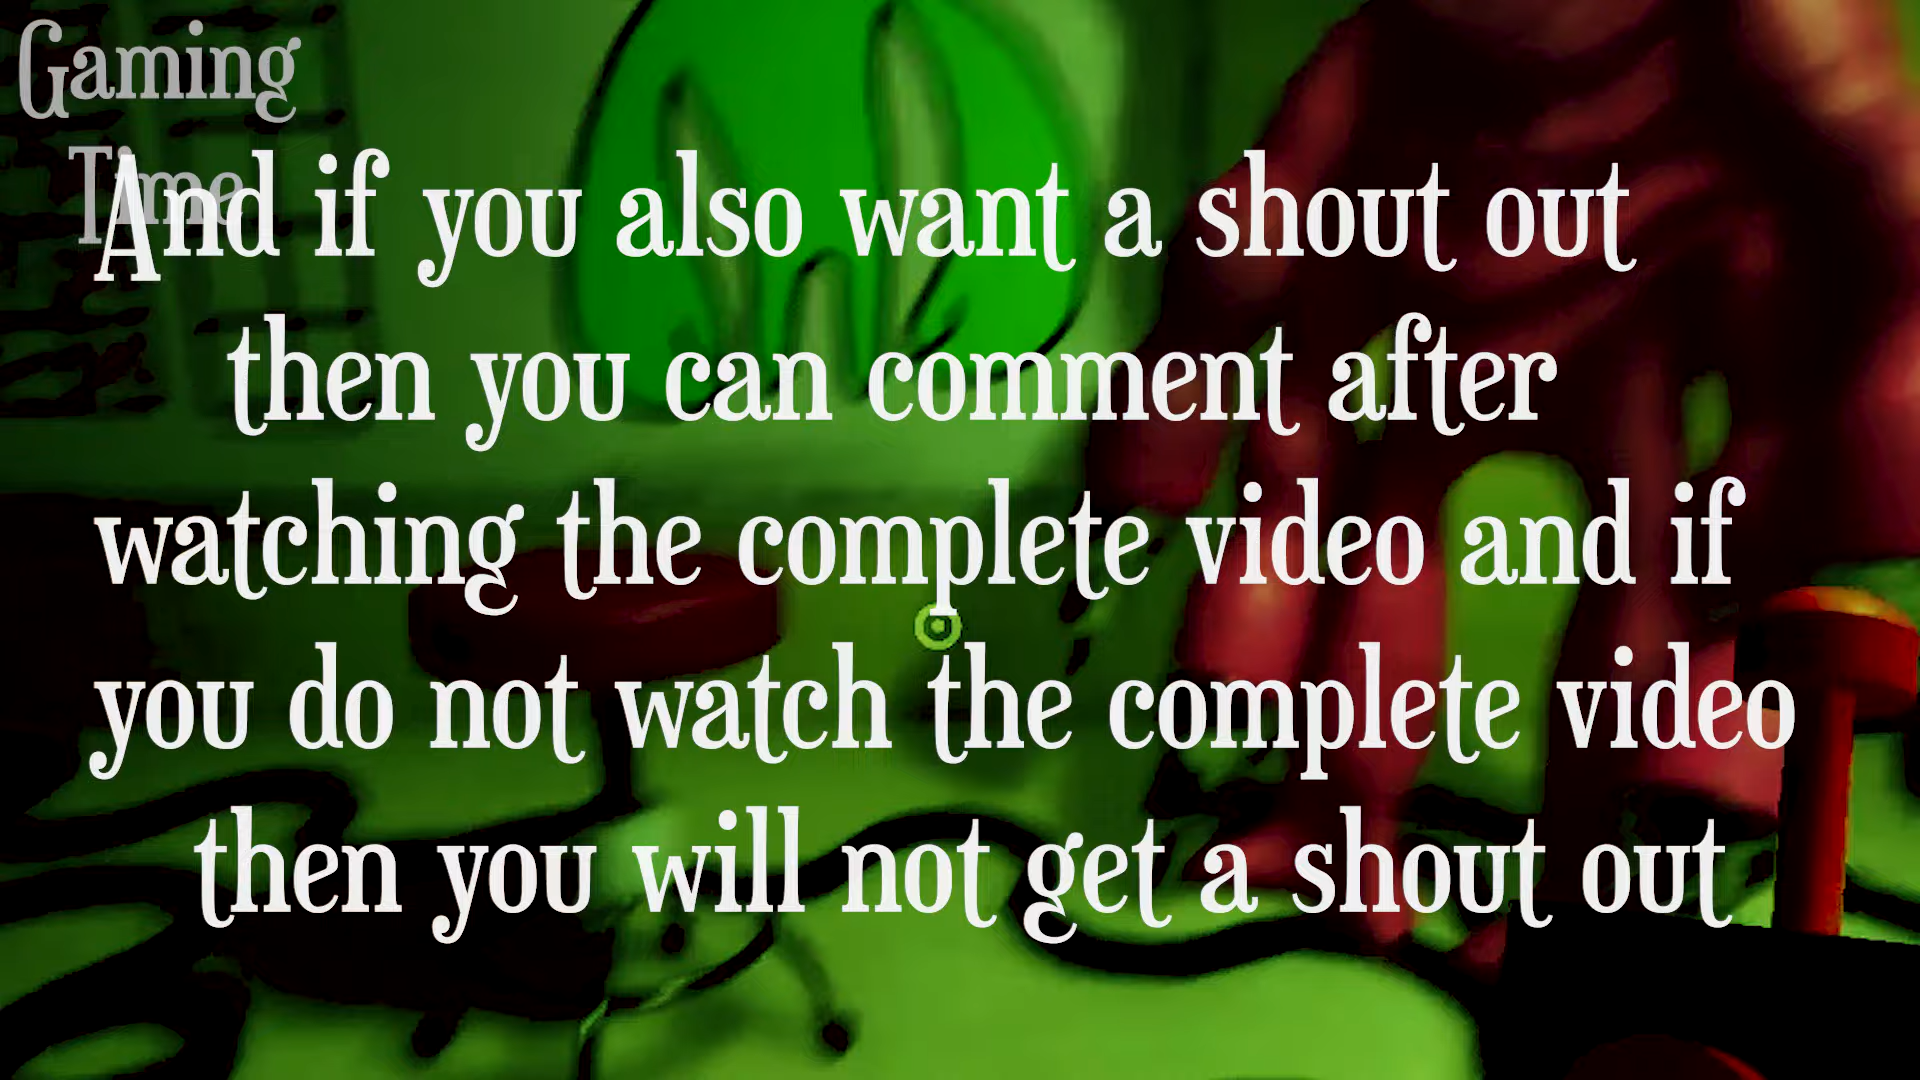 Gaming
Time
And if you also want a shout out
then you can comment after
watching the complete video and if
you do not watch the complete video
then you will not get a shout out